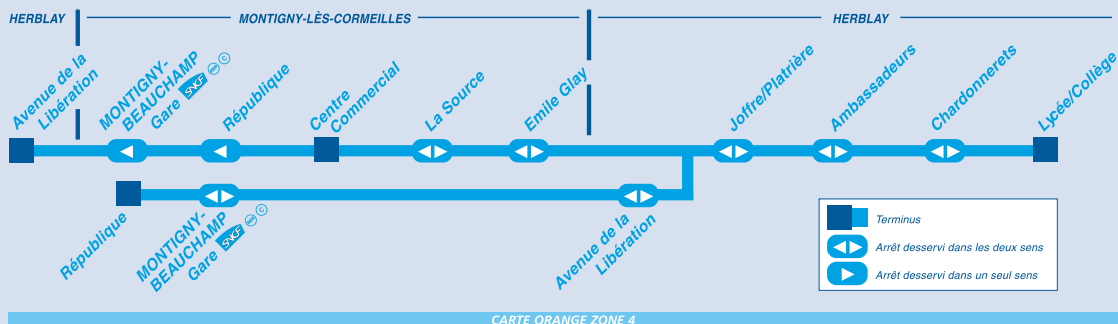 HERBLAY
MONTIGNY-LÈS-CORMEILLES
HERBLAY
Avenue de la
Libération
MONTIGNY-
BEAUCHAMP
Gare SNCF RER C
République
Centre
Commercial
La Source
Emile Glay
Joffre/Platrière
Ambassadeurs
Chardonnerets
Lycée/Collège
République
MONTIGNY-
BEAUCHAMP
Gare SNCF RER C
Avenue de la
Libération
Terminus
Arrêt desservi dans les deux sens
Arrêt desservi dans un seul sens
CARTE ORANGE ZONE 4